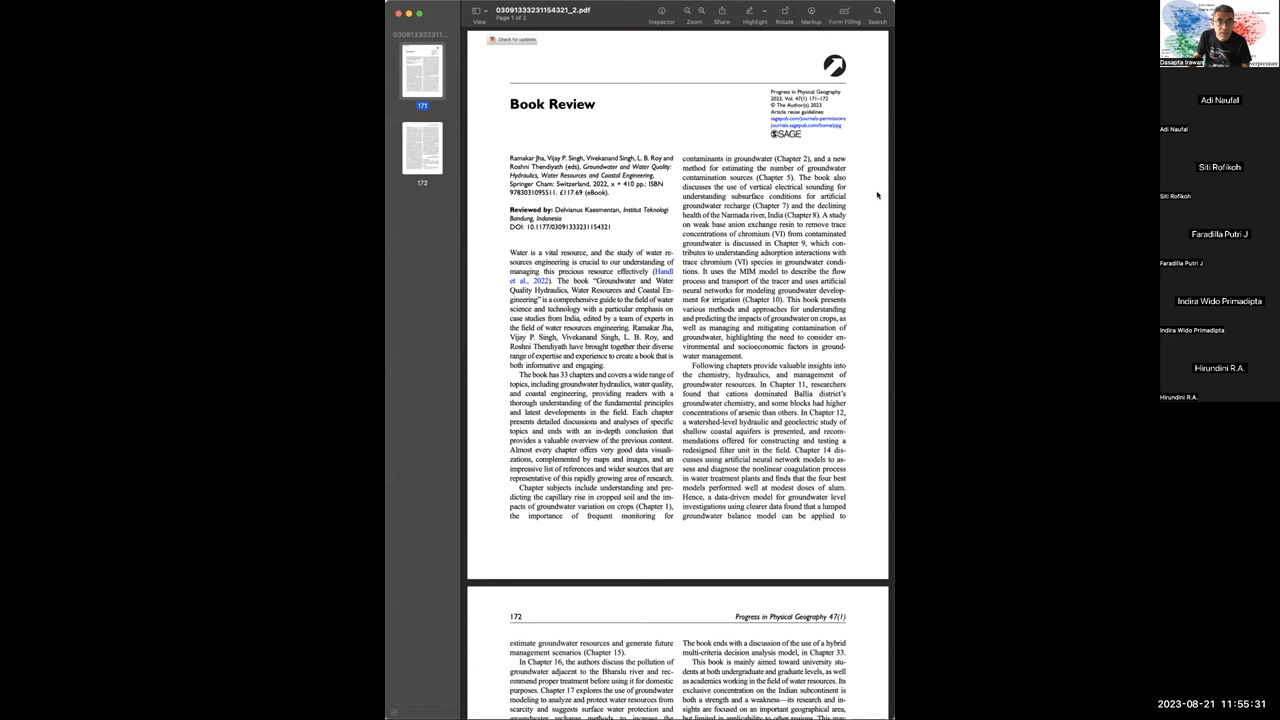 03091333231154321_2.pdf
Page 1 of 2
View
Inspector
Zoom
Share
Highlight
Rotate
Markup
Form Filling
Search
030913332311...
171
172
Check for updates
Book Review
Progress in Physical Geography
2023, Vol. 47(1) 171–172
© The Author(s) 2023
Article reuse guidelines:
sagepub.com/journals-permissions
journals.sagepub.com/home/ppg
SAGE
Ramakar Jha, Vijay P. Singh, Vivekanand Singh, L. B. Roy and
Roshni Thendiyath (eds), Groundwater and Water Quality:
Hydraulics, Water Resources and Coastal Engineering,
Springer Cham: Switzerland, 2022, x + 410 pp.: ISBN
9783031095511. £117.69 (eBook).
Reviewed by: Delvianus Kaesmentan, Institut Teknologi
Bandung, Indonesia
DOI: 10.1177/03091333231154321
Water is a vital resource, and the study of water re-
sources engineering is crucial to our understanding of
managing this precious resource effectively (Handl
et al., 2022). The book “Groundwater and Water
Quality Hydraulics, Water Resources and Coastal En-
gineering” is a comprehensive guide to the field of water
science and technology with a particular emphasis on
case studies from India, edited by a team of experts in
the field of water resources engineering. Ramakar Jha,
Vijay P. Singh, Vivekanand Singh, L. B. Roy, and
Roshni Thendiyath have brought together their diverse
range of expertise and experience to create a book that is
both informative and engaging.
The book has 33 chapters and covers a wide range of
topics, including groundwater hydraulics, water quality,
and coastal engineering, providing readers with a
thorough understanding of the fundamental principles
and latest developments in the field. Each chapter
presents detailed discussions and analyses of specific
topics and ends with an in-depth conclusion that
provides a valuable overview of the previous content.
Almost every chapter offers very good data visuali-
zations, complemented by maps and images, and an
impressive list of references and wider sources that are
representative of this rapidly growing area of research.
Chapter subjects include understanding and pre-
dicting the capillary rise in cropped soil and the im-
pacts of groundwater variation on crops (Chapter 1),
the importance of frequent monitoring for
contaminants in groundwater (Chapter 2), and a new
method for estimating the number of groundwater
contamination sources (Chapter 5). The book also
discusses the use of vertical electrical sounding for
understanding subsurface conditions for artificial
groundwater recharge (Chapter 7) and the declining
health of the Narmada river, India (Chapter 8). A study
on weak base anion exchange resin to remove trace
concentrations of chromium (VI) from contaminated
groundwater is discussed in Chapter 9, which con-
tributes to understanding adsorption interactions with
trace chromium (VI) species in groundwater condi-
tions. It uses the MIM model to describe the flow
process and transport of the tracer and uses artificial
neural networks for modeling groundwater develop-
ment for irrigation (Chapter 10). This book presents
various methods and approaches for understanding
and predicting the impacts of groundwater on crops, as
well as managing and mitigating contamination of
groundwater, highlighting the need to consider en-
vironmental and socioeconomic factors in ground-
water management.
Following chapters provide valuable insights into
the chemistry, hydraulics, and management of
groundwater resources. In Chapter 11, researchers
found that cations dominated Ballia district’s
groundwater chemistry, and some blocks had higher
concentrations of arsenic than others. In Chapter 12,
a watershed-level hydraulic and geoelectric study of
shallow coastal aquifers is presented, and recom-
mendations offered for constructing and testing a
redesigned filter unit in the field. Chapter 14 dis-
cusses using artificial neural network models to as-
sess and diagnose the nonlinear coagulation process
in water treatment plants and finds that the four best
models performed well at modest doses of alum.
Hence, a data-driven model for groundwater level
investigations using clearer data found that a lumped
groundwater balance model can be applied to
172
Progress in Physical Geography 47(1)
estimate groundwater resources and generate future
management scenarios (Chapter 15).
In Chapter 16, the authors discuss the pollution of
groundwater adjacent to the Bharalu river and rec-
ommend proper treatment before using it for domestic
purposes. Chapter 17 explores the use of groundwater
modeling to analyze and protect water resources from
scarcity and suggests surface water protection and
groundwater recharge methods to increase the
The book ends with a discussion of the use of a hybrid
multi-criteria decision analysis model, in Chapter 33.
This book is mainly aimed toward university stu-
dents at both undergraduate and graduate levels, as well
as academics working in the field of water resources. Its
exclusive concentration on the Indian subcontinent is
both a strength and a weakness—its research and in-
sights are focused on an important geographical area,
but limited in applicability to other regions. This may
Dasapta Irawan
verpressure
Adi Naufal
Adi Naufal
Siti Rofikoh
Siti Rofikoh
Faradilla Putri J
Faradilla Putri J
Indira Wido Primadipta
Indira Wido Primadipta
Hirundini R.A.
Hirundini R.A.
2023-08-21 11:55:31